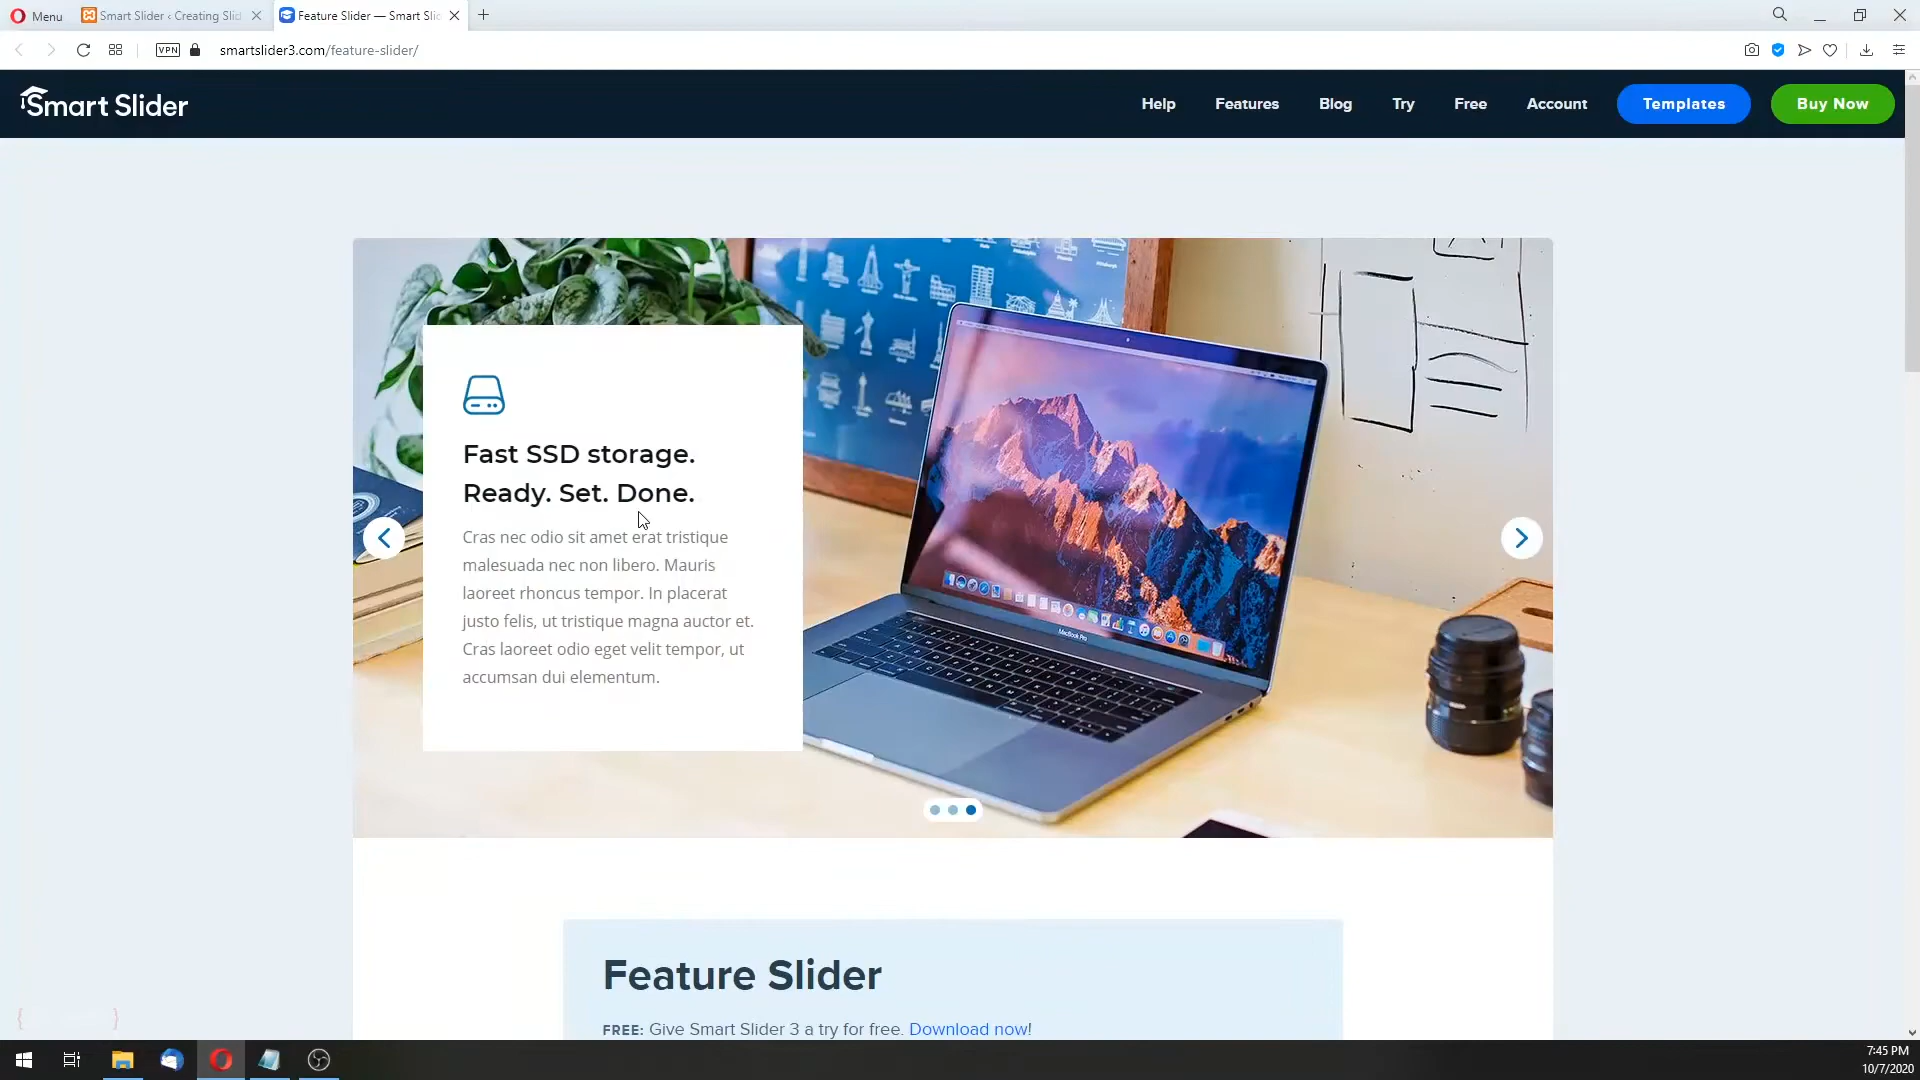 Menu
Smart Slider ‹ Creating Slid
Feature Slider — Smart Slid
VPN
smartslider3.com/feature-slider/
Smart Slider
Help
Features
Blog
Try
Free
Account
Templates
Buy Now
Fast SSD storage.
Ready. Set. Done.
Cras nec odio sit amet erat tristique
malesuada nec non libero. Mauris
laoreet rhoncus tempor. In placerat
justo felis, ut tristique magna auctor et.
Cras laoreet odio eget velit tempor, ut
accumsan dui elementum.
MacBook Pro
Feature Slider
FREE: Give Smart Slider 3 a try for free. Download now!
7:45 PM
10/7/2020